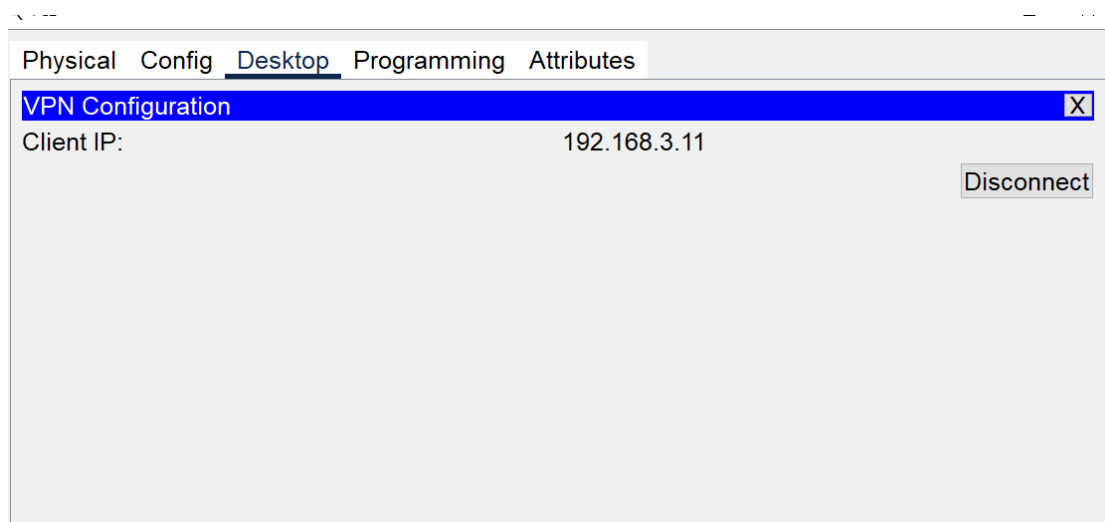 Physical Config Desktop Programming Attributes
VPN Configuration X
Client IP: 192.168.3.11
Disconnect